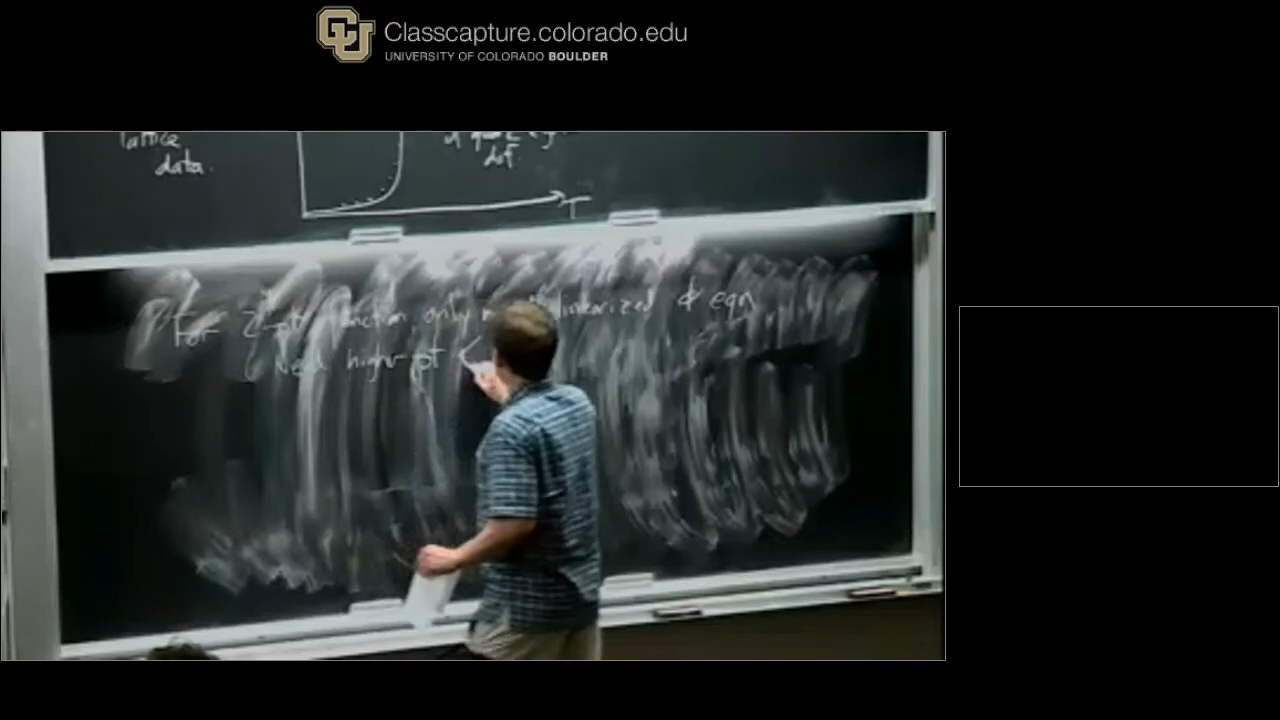 Classcapture.colorado.edu
UNIVERSITY OF COLORADO BOULDER
lattice
data.
dof
T
For 2-pt function, only linearized ϕ eqn
( Need higher-pt <